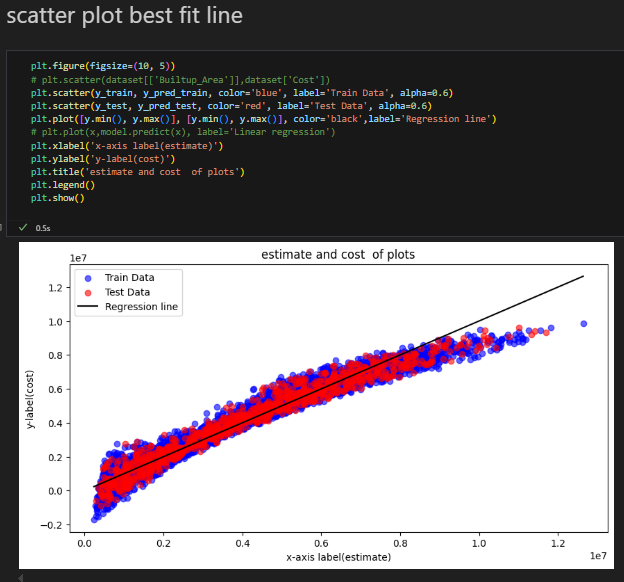 scatter plot best fit line
plt.figure(figsize=(10, 5))
# plt.scatter(dataset[['Builtup_Area']],dataset['Cost'])
plt.scatter(y_train, y_pred_train, color='blue', label='Train Data', alpha=0.6)
plt.scatter(y_test, y_pred_test, color='red', label='Test Data', alpha=0.6)
plt.plot([y.min(), y.max()], [y.min(), y.max()], color='black',label='Regression line')
# plt.plot(x,model.predict(x), label='Linear regression')
plt.xlabel('x-axis label(estimate)')
plt.ylabel('y-label(cost)')
plt.title('estimate and cost  of plots')
plt.legend()
plt.show()
0.5s
1e7
estimate and cost  of plots
Train Data
Test Data
Regression line
1.2
1.0
0.8
0.6
0.4
0.2
0.0
−0.2
y-label(cost)
0.0 0.2 0.4 0.6 0.8 1.0 1.2
x-axis label(estimate)
1e7